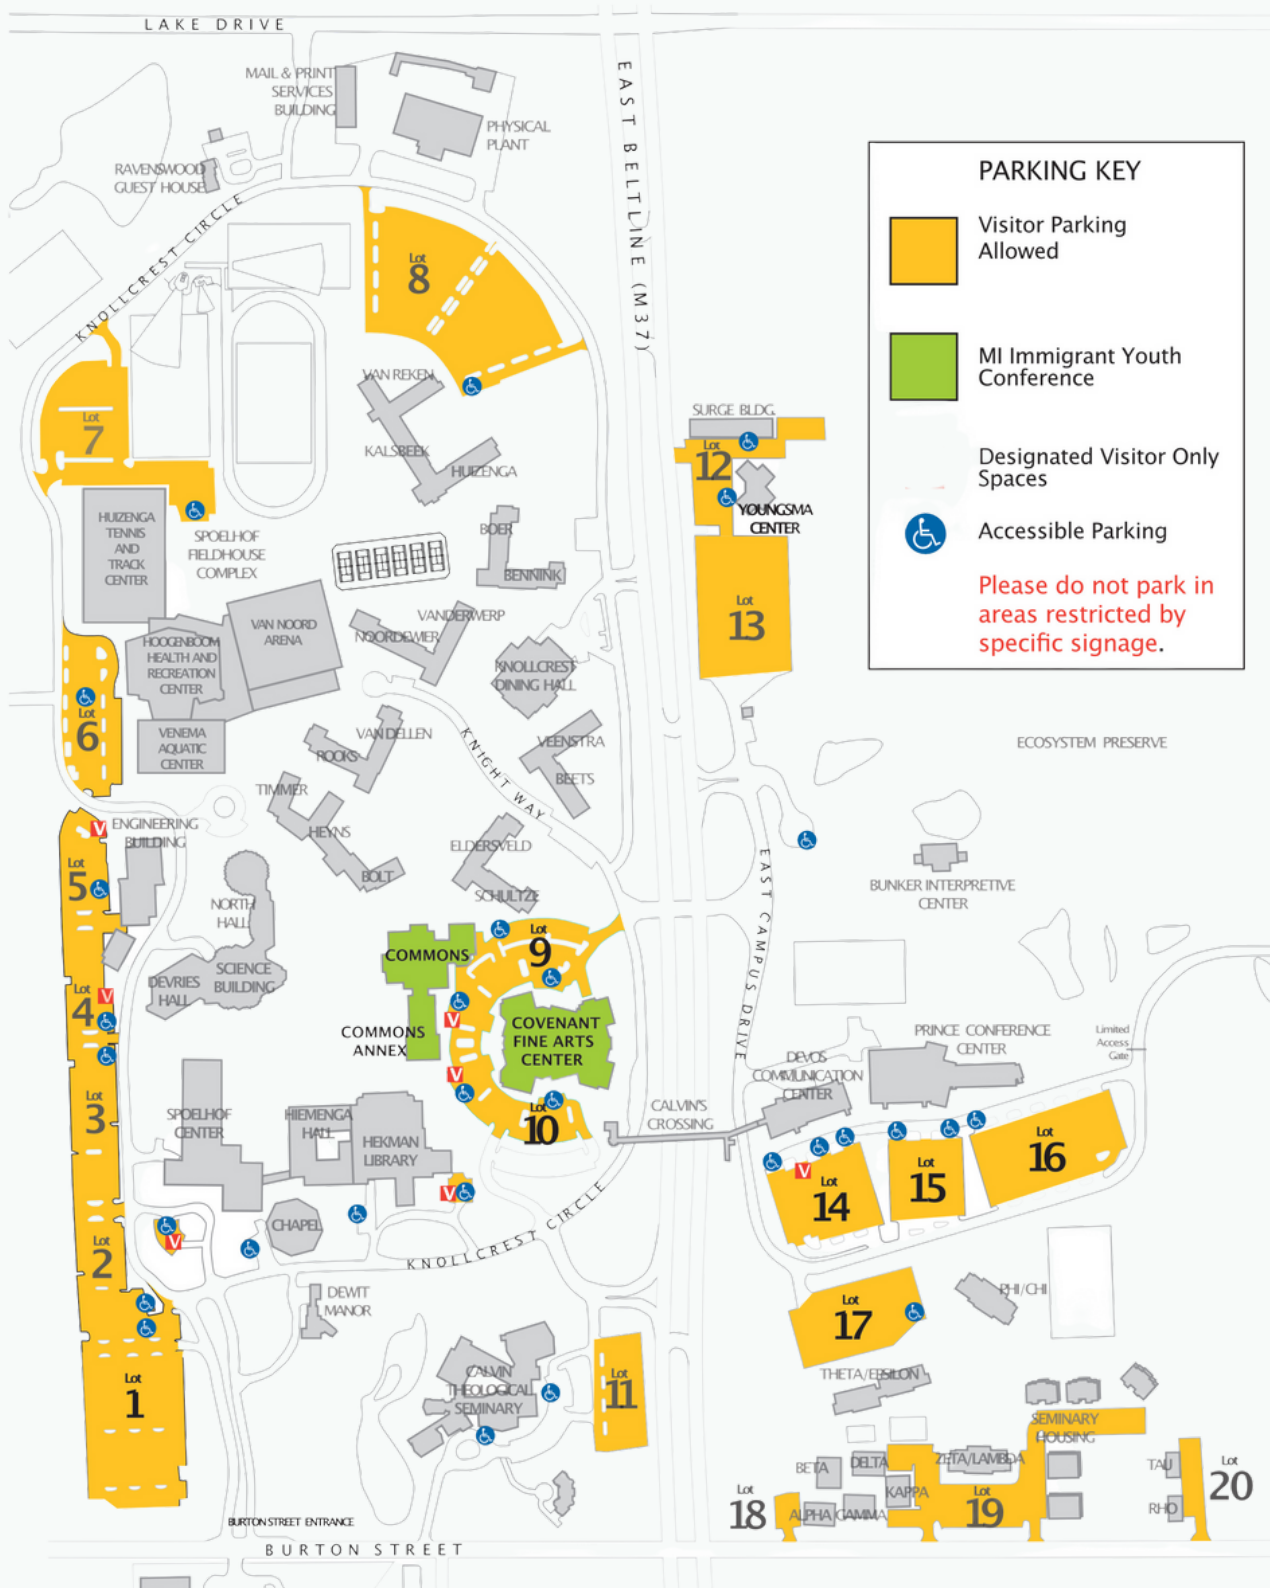 LAKE DRIVE
MAIL & PRINT
SERVICES
BUILDING
PHYSICAL
PLANT
RAVENSWOOD
GUEST HOUSE
KNOLLCREST CIRCLE
EAST BELTLINE (M37)
PARKING KEY
Visitor Parking
Allowed
MI Immigrant Youth
Conference
Designated Visitor Only
Spaces
Accessible Parking
Please do not park in
areas restricted by
specific signage.
Lot
8
VAN REKEN
KALSBEEK
HUIZENGA
Lot
7
SURGE BLDG.
Lot
12
YOUNGSMA
CENTER
HUIZENGA
TENNIS
AND
TRACK
CENTER
SPOELHOF
FIELDHOUSE
COMPLEX
BOER
BENNINK
Lot
13
VAN NOORD
ARENA
VANDERWERP
NOORDEWIER
HOOGENBOOM
HEALTH AND
RECREATION
CENTER
KNOLLCREST
DINING HALL
Lot
6
VENEMA
AQUATIC
CENTER
VAN DELLEN
ROOKS
KNIGHT WAY
VEENSTRA
BEETS
ECOSYSTEM PRESERVE
TIMMER
HEYNS
BOLT
V
ENGINEERING
BUILDING
ELDERSVELD
SCHULTZE
Lot
5
EAST CAMPUS DRIVE
BUNKER INTERPRETIVE
CENTER
NORTH
HALL
Lot
9
COMMONS
SCIENCE
BUILDING
DEVRIES
HALL
Lot
4
V
V
COMMONS
ANNEX
COVENANT
FINE ARTS
CENTER
PRINCE CONFERENCE
CENTER
Limited
Access
Gate
DEVOS
COMMUNICATION
CENTER
V
Lot
3
SPOELHOF
CENTER
HIEMENGA
HALL
HEKMAN
LIBRARY
Lot
10
CALVIN'S
CROSSING
Lot
16
Lot
15
V
Lot
14
V
CHAPEL
V
KNOLLCREST CIRCLE
Lot
2
DEWIT
MANOR
PHI/CHI
Lot
17
THETA/EPSILON
Lot
1
CALVIN
THEOLOGICAL
SEMINARY
Lot
11
SEMINARY
HOUSING
BETA
DELTA
ZETA/LAMBDA
TAU
Lot
20
KAPPA
Lot
19
Lot
18
ALPHA
GAMMA
RHO
BURTON STREET ENTRANCE
BURTON STREET